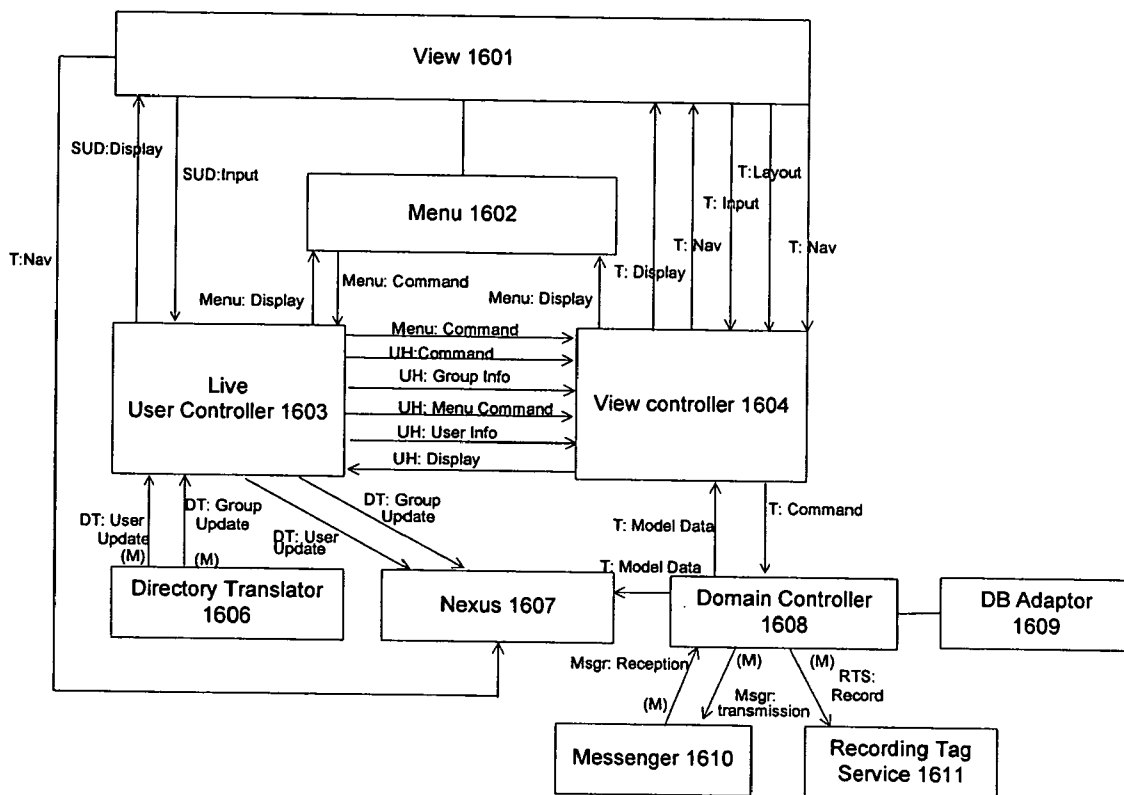 View 1601
SUD:Display
SUD:Input
T:Layout
T: Input
Menu 1602
T:Nav
T: Nav
T: Nav
T: Display
Menu: Display
Menu: Command
Menu: Display
Menu: Command
UH:Command
UH: Group Info
UH: Menu Command
UH: User Info
UH: Display
Live
User Controller 1603
View controller 1604
DT: User
Update
(M)
DT: Group
Update
(M)
DT: Group
Update
DT: User
Update
T: Model Data
T: Command
T: Model Data
Directory Translator
1606
Nexus 1607
Domain Controller
1608
DB Adaptor
1609
Msgr: Reception
(M)
(M)
Msgr:
transmission
(M)
RTS:
Record
Messenger 1610
Recording Tag
Service 1611